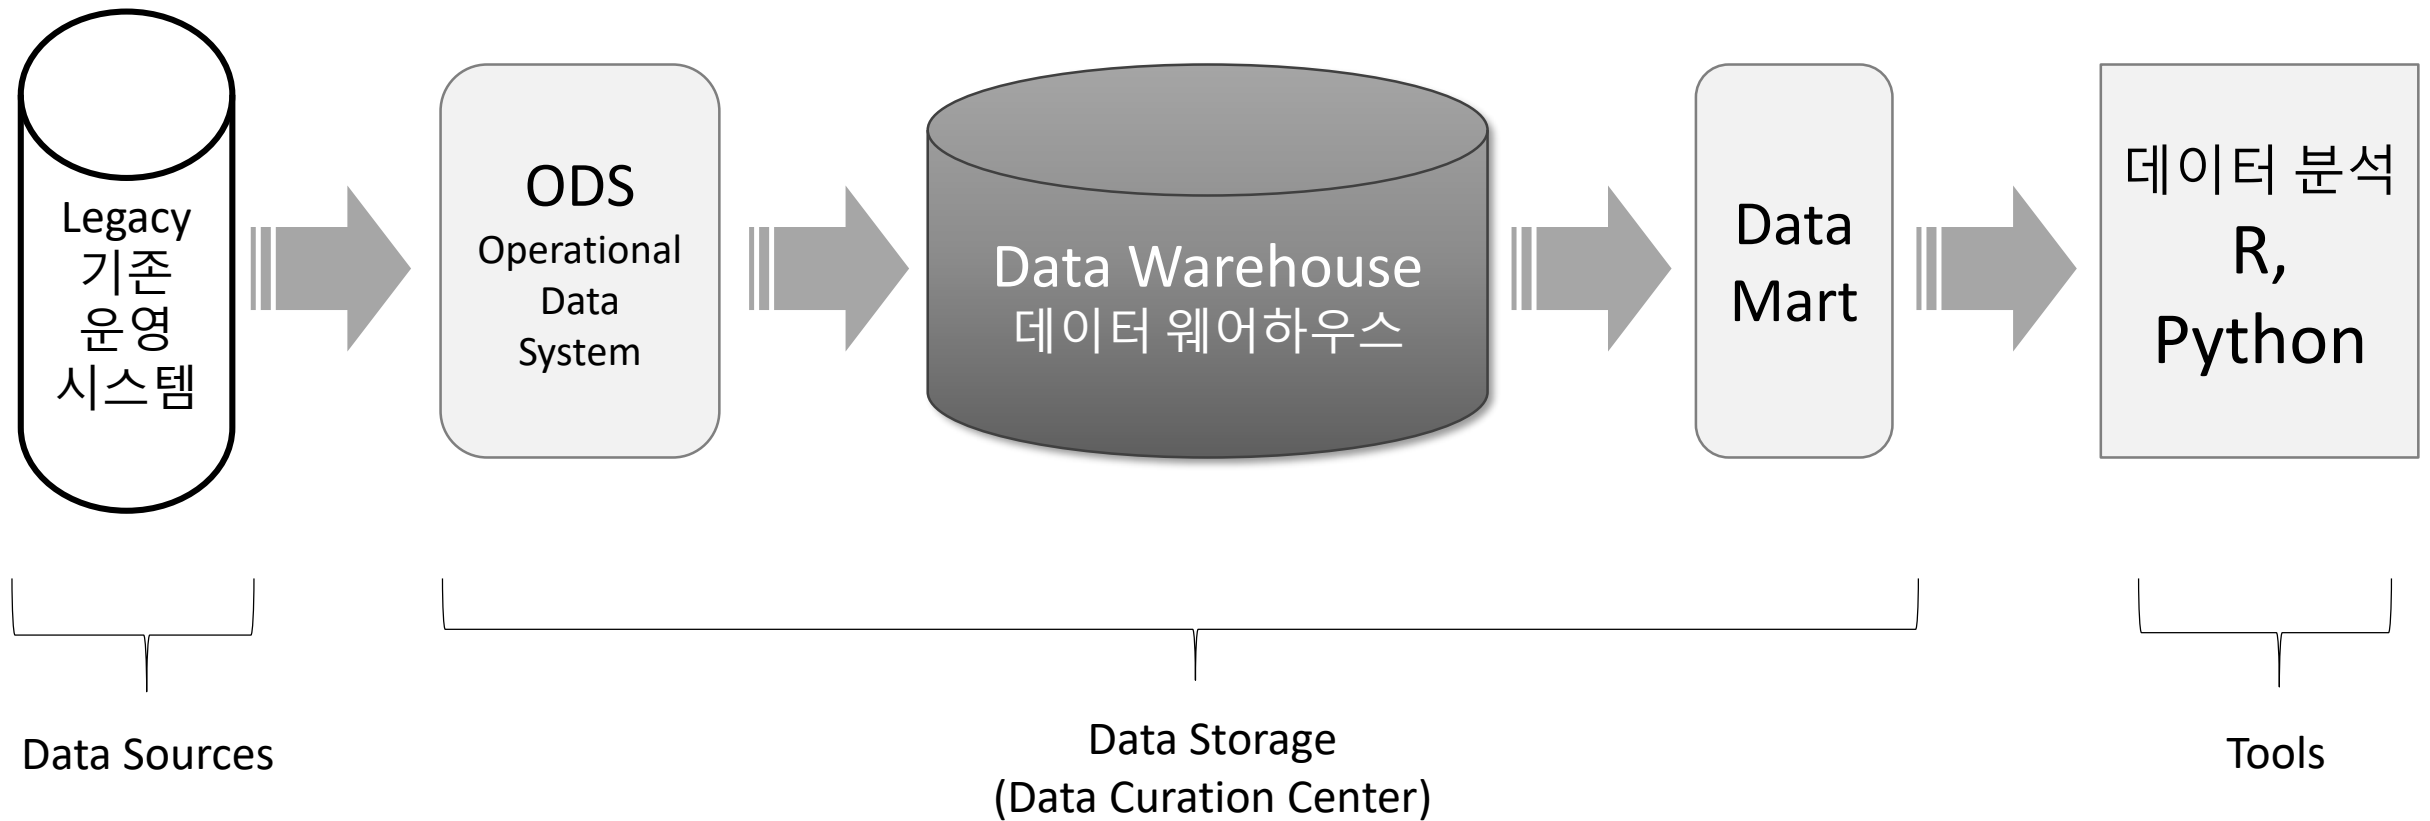 Legacy
기존
운영
시스템
ODS
Operational
Data
System
Data Warehouse
데이터 웨어하우스
Data
Mart
데이터 분석
R,
Python
Data Sources
Data Storage
(Data Curation Center)
Tools